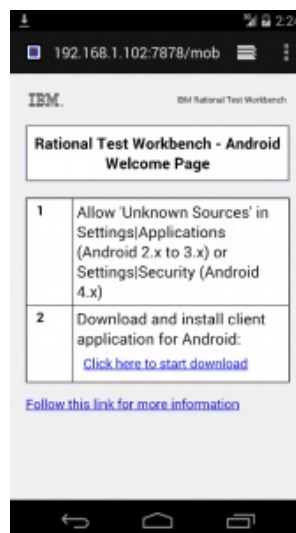 2:24
192.168.1.102:7878/mob
IBM.
IBM Rational Test Workbench
Rational Test Workbench - Android
Welcome Page
1
Allow 'Unknown Sources' in
Settings|Applications
(Android 2.x to 3.x) or
Settings|Security (Android
4.x)
2
Download and install client
application for Android:
Click here to start download
Follow this link for more information